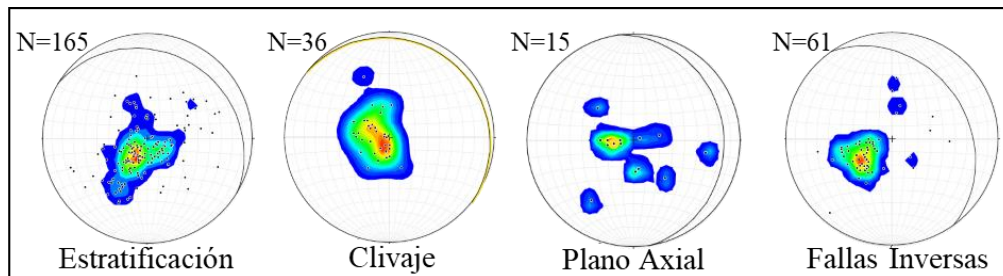 N=165
N=36
N=15
N=61
Estratificación
Clivaje
Plano Axial
Fallas Inversas